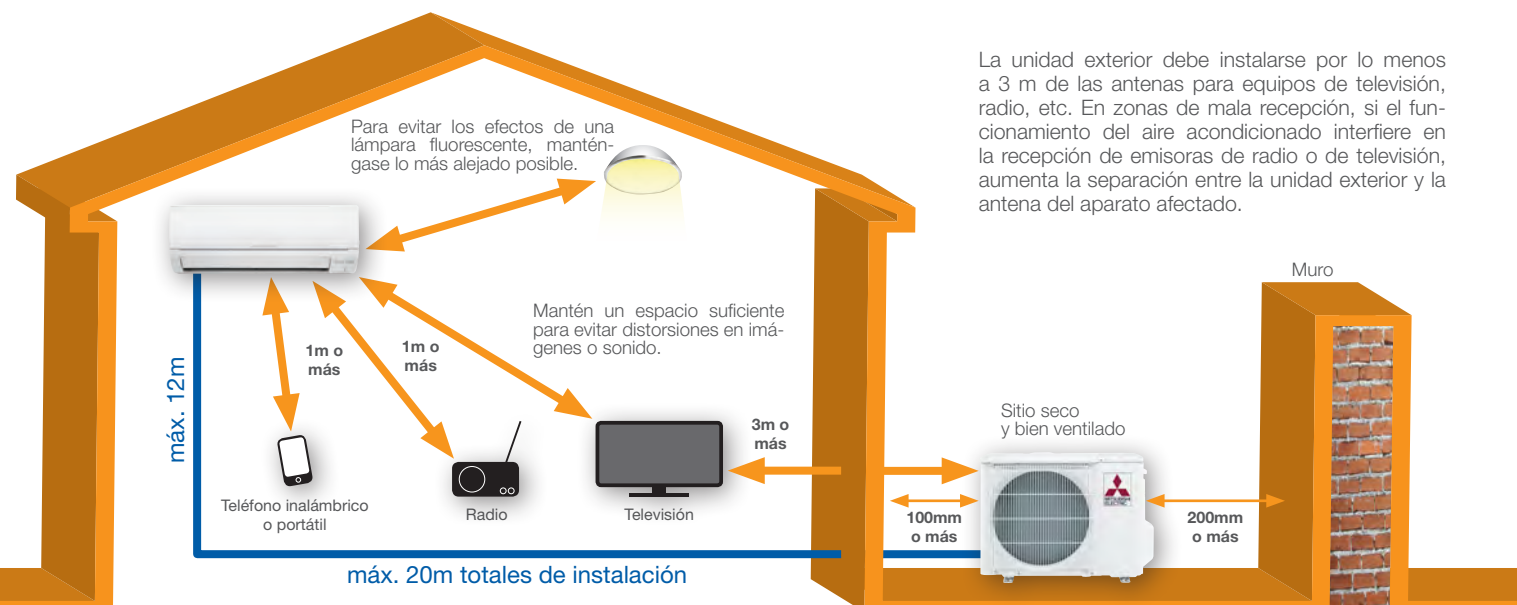 La unidad exterior debe instalarse por lo menos
a 3 m de las antenas para equipos de televisión,
radio, etc. En zonas de mala recepción, si el fun-
cionamiento del aire acondicionado interfiere en
la recepción de emisoras de radio o de televisión,
aumenta la separación entre la unidad exterior y la
antena del aparato afectado.
Para evitar los efectos de una
lámpara fluorescente, mantén-
gase lo más alejado posible.
Mantén un espacio suficiente
para evitar distorsiones en imá-
genes o sonido.
máx. 12m
1m o
más
1m o
más
Teléfono inalámbrico
o portátil
Radio
Televisión
3m o
más
máx. 20m totales de instalación
Sitio seco
y bien ventilado
MITSUBISHI
ELECTRIC
100mm
o más
200mm
o más
Muro